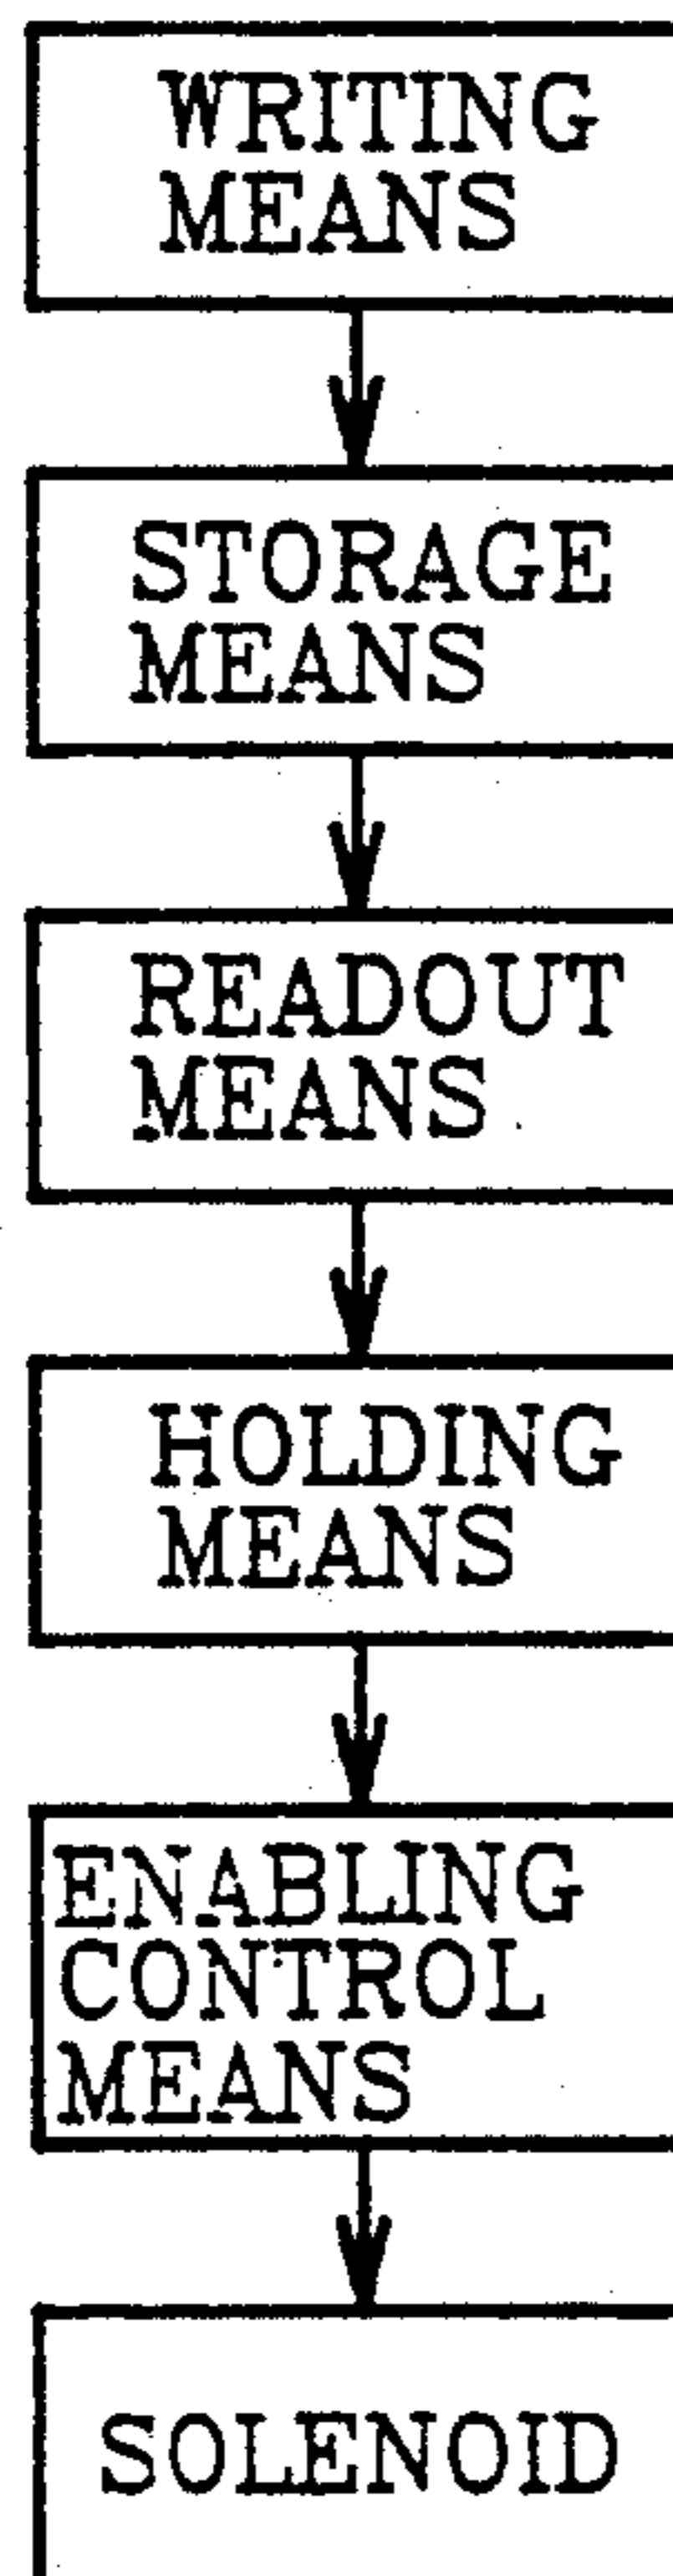 WRITING
MEANS
STORAGE
MEANS
READOUT
MEANS
HOLDING
MEANS
ENABLING
CONTROL
MEANS
SOLENOID